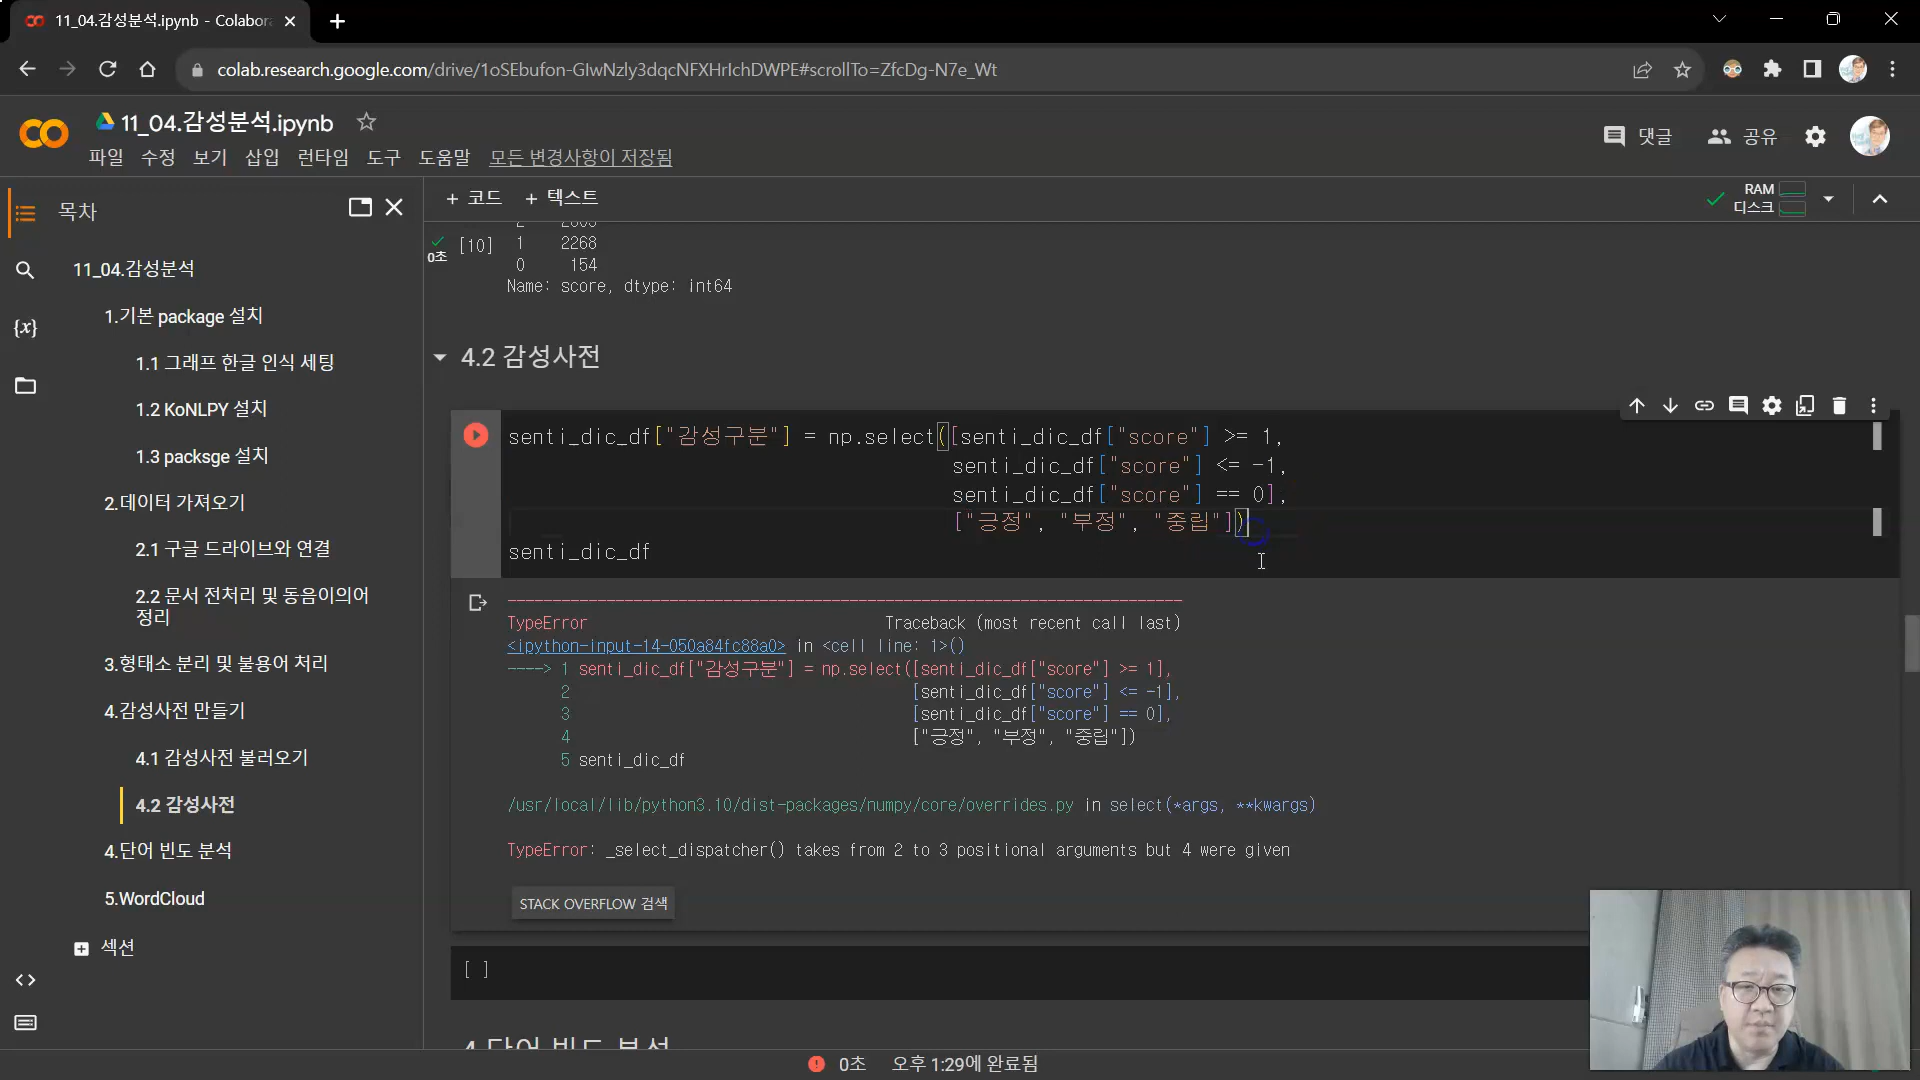 11_04.감성분석.ipynb - Colabora
colab.research.google.com/drive/1oSEbufon-GIwNzly3dqcNFXHrIchDWPE#scrollTo=ZfcDg-N7e_Wt
11_04.감성분석.ipynb
파일 수정 보기 삽입 런타임 도구 도움말 모든 변경사항이 저장됨
댓글 공유
목차
+ 코드 + 텍스트
RAM
디스크
11_04.감성분석
1.기본 package 설치
1.1 그래프 한글 인식 세팅
1.2 KoNLPY 설치
1.3 packsge 설치
2.데이터 가져오기
2.1 구글 드라이브와 연결
2.2 문서 전처리 및 동음이의어
정리
3.형태소 분리 및 불용어 처리
4.감성사전 만들기
4.1 감성사전 불러오기
4.2 감성사전
4.단어 빈도 분석
5.WordCloud
섹션
[10] 1 2268
0초
0 154
Name: score, dtype: int64
4.2 감성사전
senti_dic_df["감성구분"] = np.select([senti_dic_df["score"] >= 1,
senti_dic_df["score"] <= -1,
senti_dic_df["score"] == 0],
["긍정", "부정", "중립"])
senti_dic_df
---------------------------------------------------------------------------
TypeError Traceback (most recent call last)
<ipython-input-14-050a84fc88a0> in <cell line: 1>()
----> 1 senti_dic_df["감성구분"] = np.select([senti_dic_df["score"] >= 1],
2 [senti_dic_df["score"] <= -1],
3 [senti_dic_df["score"] == 0],
4 ["긍정", "부정", "중립"])
5 senti_dic_df
/usr/local/lib/python3.10/dist-packages/numpy/core/overrides.py in select(*args, **kwargs)
TypeError: _select_dispatcher() takes from 2 to 3 positional arguments but 4 were given
STACK OVERFLOW 검색
[ ]
4.단어 빈도 분석
0초 오후 1:29에 완료됨